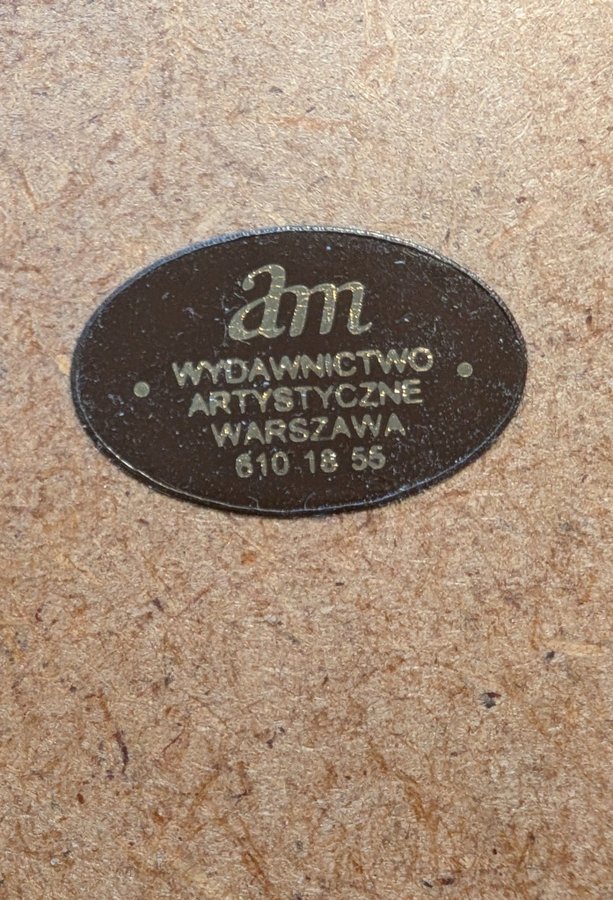 am
WYDAWNICTWO
ARTYSTYCZNE
WARSZAWA
610 18 56